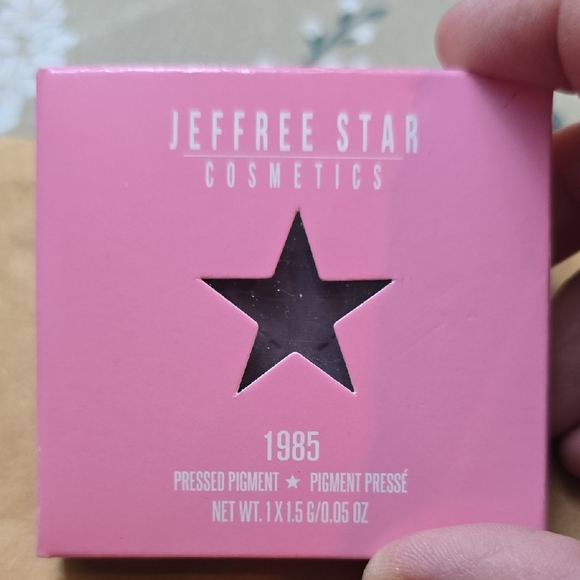 JEFFREE STAR
COSMETICS
1985
PRESSED PIGMENT ★ PIGMENT PRESSÉ
NET WT. 1 X 1.5 G/0.05 OZ